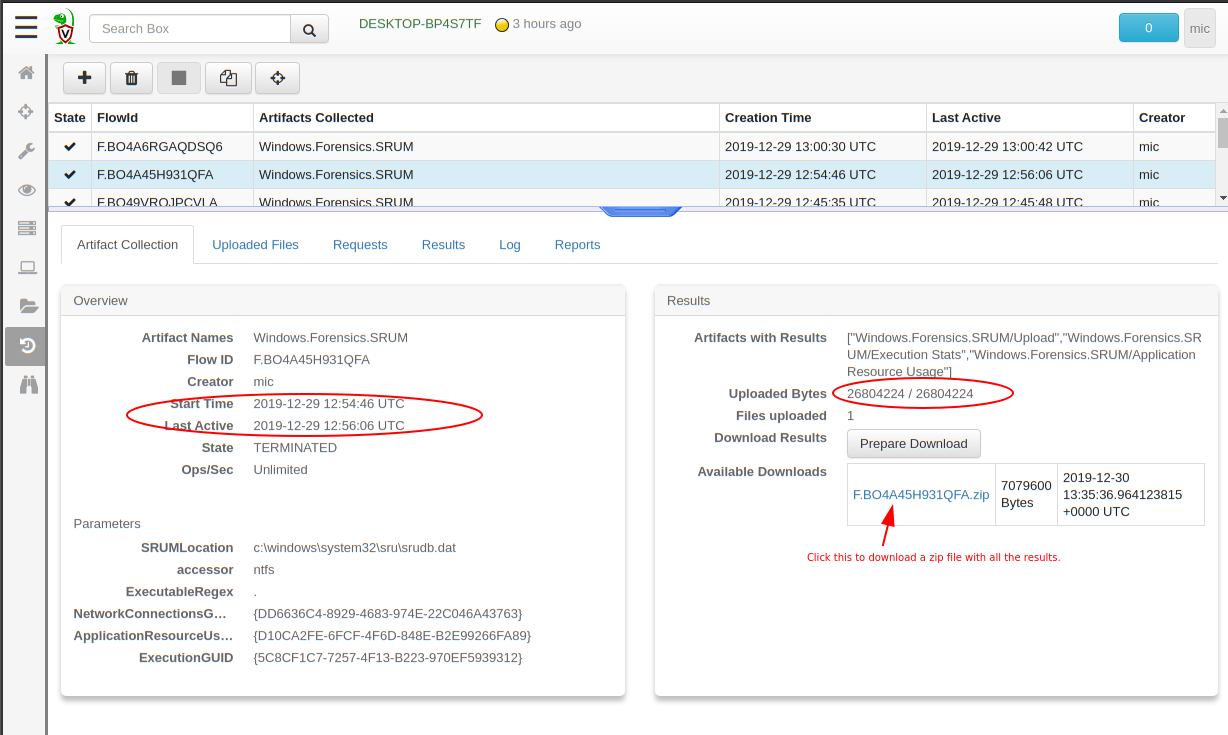 Search Box
DESKTOP-BP4S7TF 3 hours ago
0
mic
State FlowId Artifacts Collected Creation Time Last Active Creator
F.BO4A6RGAQDSQ6 Windows.Forensics.SRUM 2019-12-29 13:00:30 UTC 2019-12-29 13:00:42 UTC mic
F.BO4A45H931QFA Windows.Forensics.SRUM 2019-12-29 12:54:46 UTC 2019-12-29 12:56:06 UTC mic
F.BO49VROJPCVLA Windows.Forensics.SRUM 2019-12-29 12:45:35 UTC 2019-12-29 12:45:48 UTC mic
Artifact Collection Uploaded Files Requests Results Log Reports
Overview
Artifact Names Windows.Forensics.SRUM
Flow ID F.BO4A45H931QFA
Creator mic
Start Time 2019-12-29 12:54:46 UTC
Last Active 2019-12-29 12:56:06 UTC
State TERMINATED
Ops/Sec Unlimited
Parameters
SRUMLocation c:\windows\system32\sru\srudb.dat
accessor ntfs
ExecutableRegex .
NetworkConnectionsG... {DD6636C4-8929-4683-974E-22C046A43763}
ApplicationResourceUs... {D10CA2FE-6FCF-4F6D-848E-B2E99266FA89}
ExecutionGUID {5C8CF1C7-7257-4F13-B223-970EF5939312}
Results
Artifacts with Results ["Windows.Forensics.SRUM/Upload","Windows.Forensics.SR
UM/Execution Stats","Windows.Forensics.SRUM/Application
Resource Usage"]
Uploaded Bytes 26804224 / 26804224
Files uploaded 1
Download Results Prepare Download
Available Downloads
F.BO4A45H931QFA.zip
7079600
Bytes
2019-12-30
13:35:36.964123815
+0000 UTC
Click this to download a zip file with all the results.